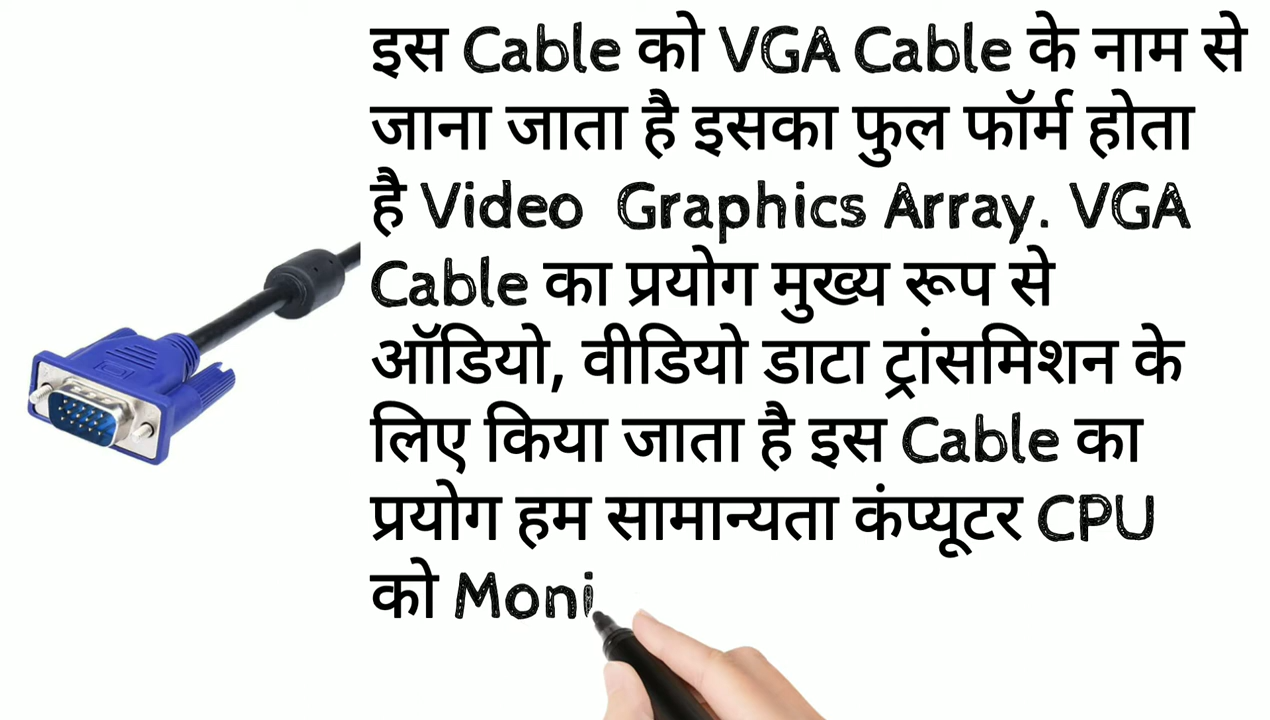 इस Cable को VGA Cable के नाम से
जाना जाता है इसका फुल फॉर्म होता
है Video Graphics Array. VGA
Cable का प्रयोग मुख्य रूप से
ऑडियो, वीडियो डाटा ट्रांसमिशन के
लिए किया जाता है इस Cable का
प्रयोग हम सामान्यता कंप्यूटर CPU
को Moni